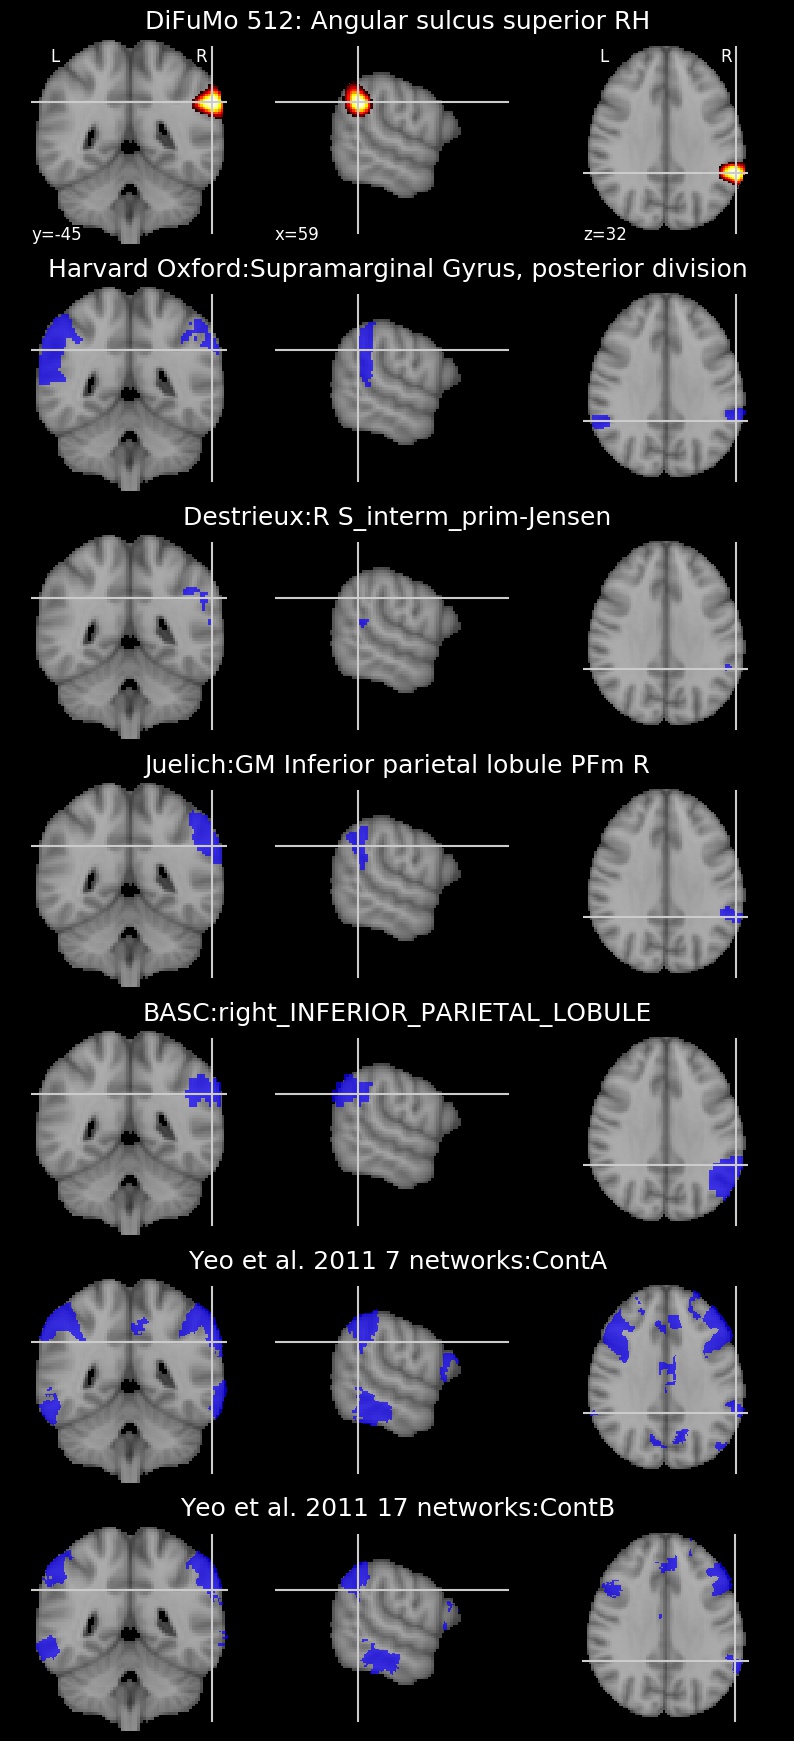 DiFuMo 512: Angular sulcus superior RH
L R L R
y=-45 x=59 z=32
Harvard Oxford:Supramarginal Gyrus, posterior division
Destrieux:R S_interm_prim-Jensen
Juelich:GM Inferior parietal lobule PFm R
BASC:right_INFERIOR_PARIETAL_LOBULE
Yeo et al. 2011 7 networks:ContA
Yeo et al. 2011 17 networks:ContB